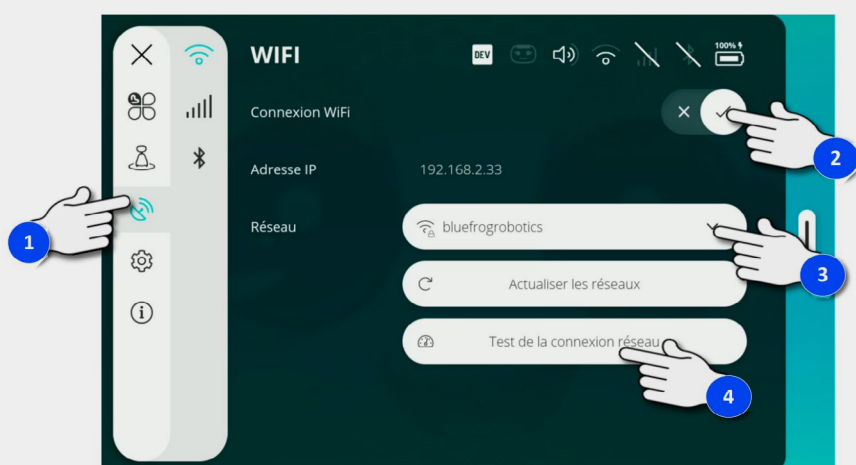 WIFI
DEV
100%
Connexion WiFi
2
Adresse IP
192.168.2.33
1
Réseau
bluefrogrobotics
3
Actualiser les réseaux
Test de la connexion réseau
4